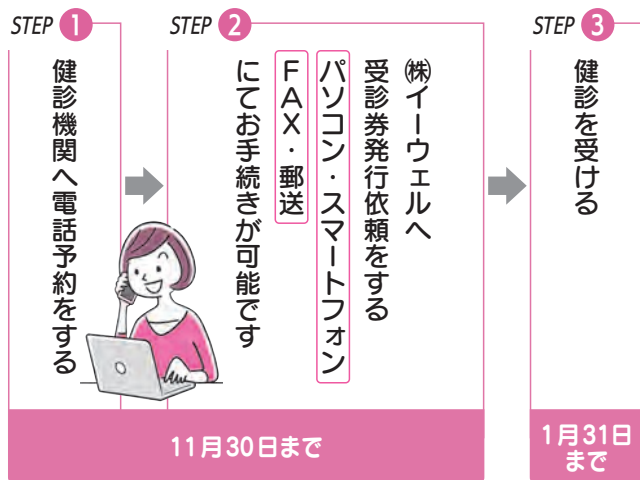 STEP 1
健診機関へ電話予約をする
STEP 2
㈱イーウェルへ
受診券発行依頼をする
パソコン・スマートフォン
FAX・郵送
にてお手続きが可能です
11月30日まで
STEP 3
健診を受ける
1月31日
まで